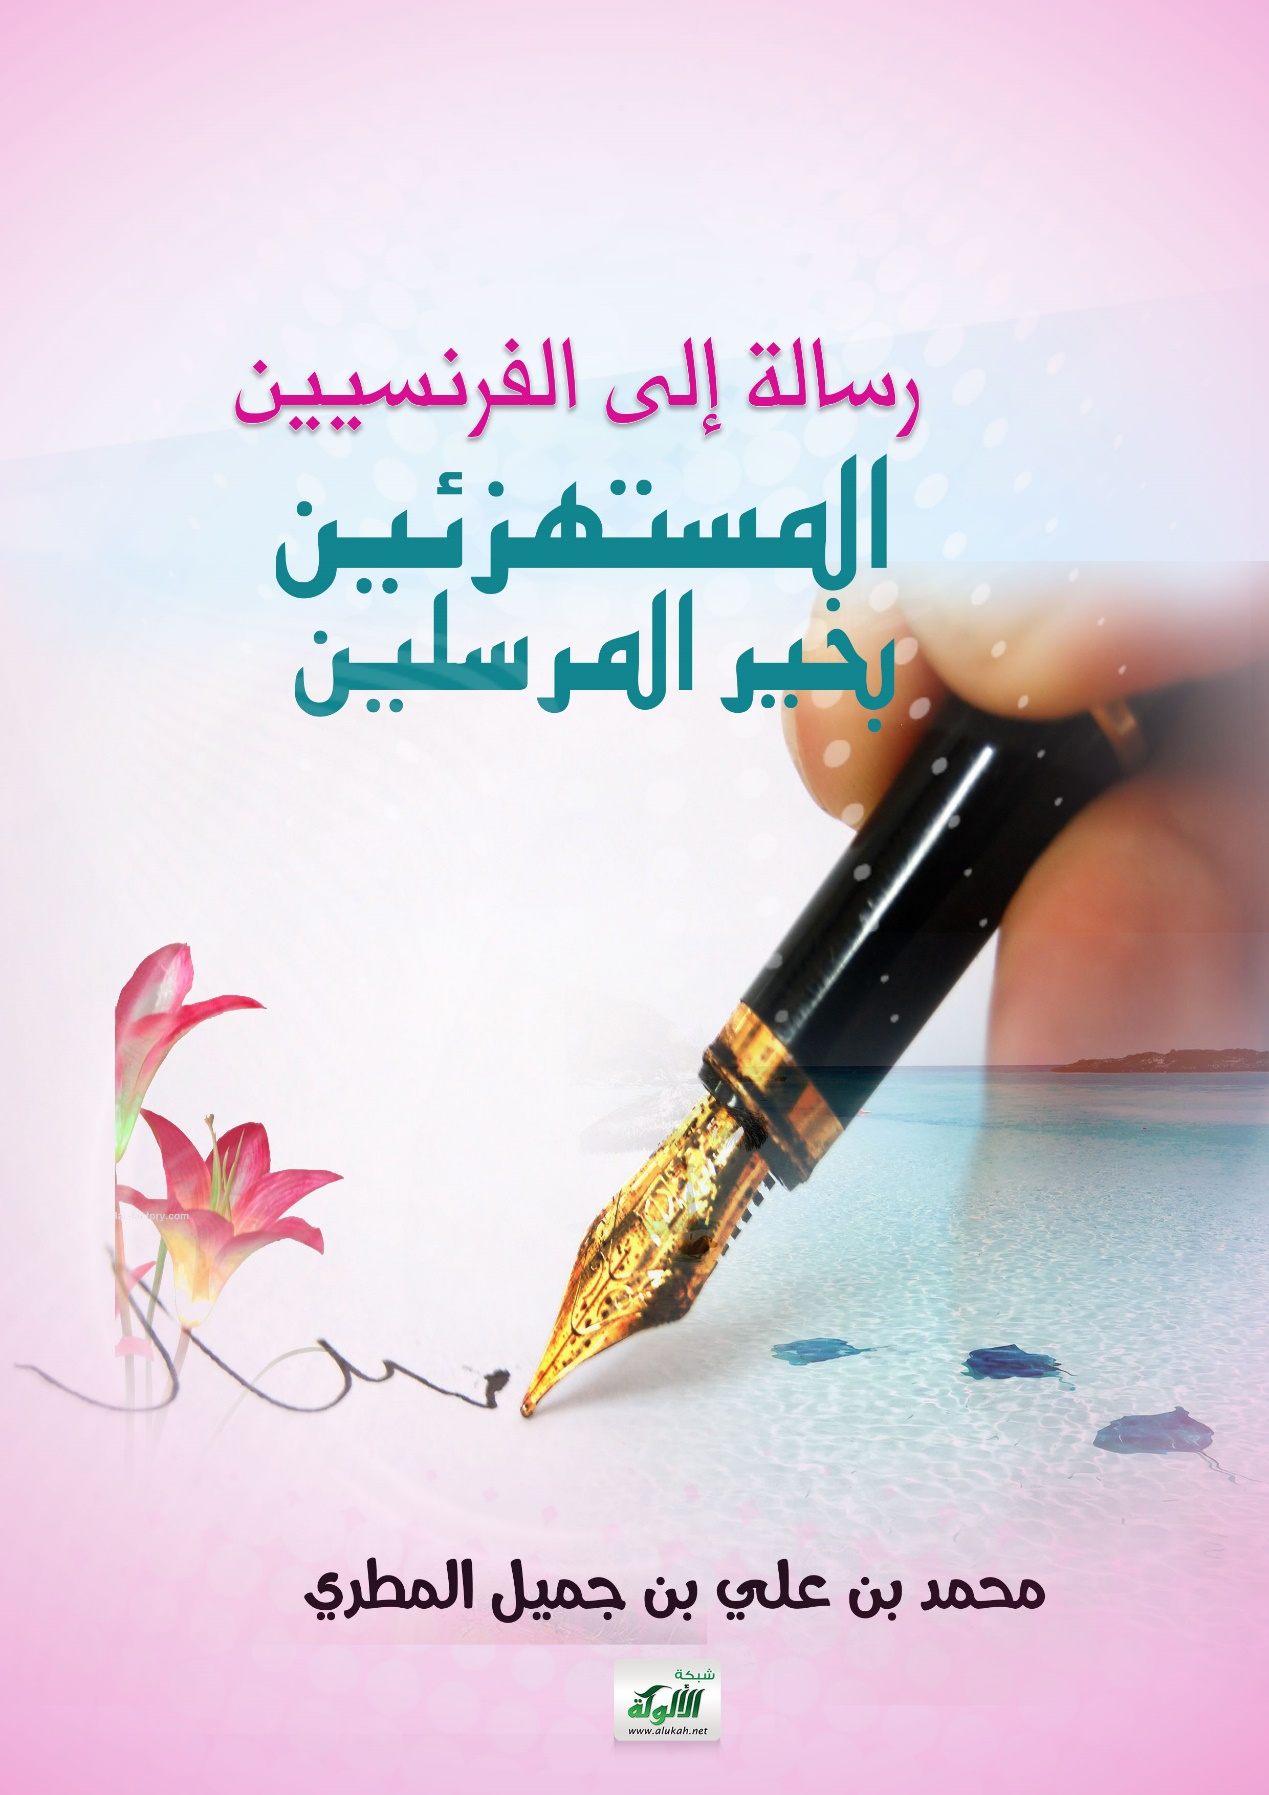 رسالة إلى الفرنسيين
المستهزئين
بخير المرسلين
محمد بن علي بن جميل المطري
شبكة
الألوكة
www.alukah.net